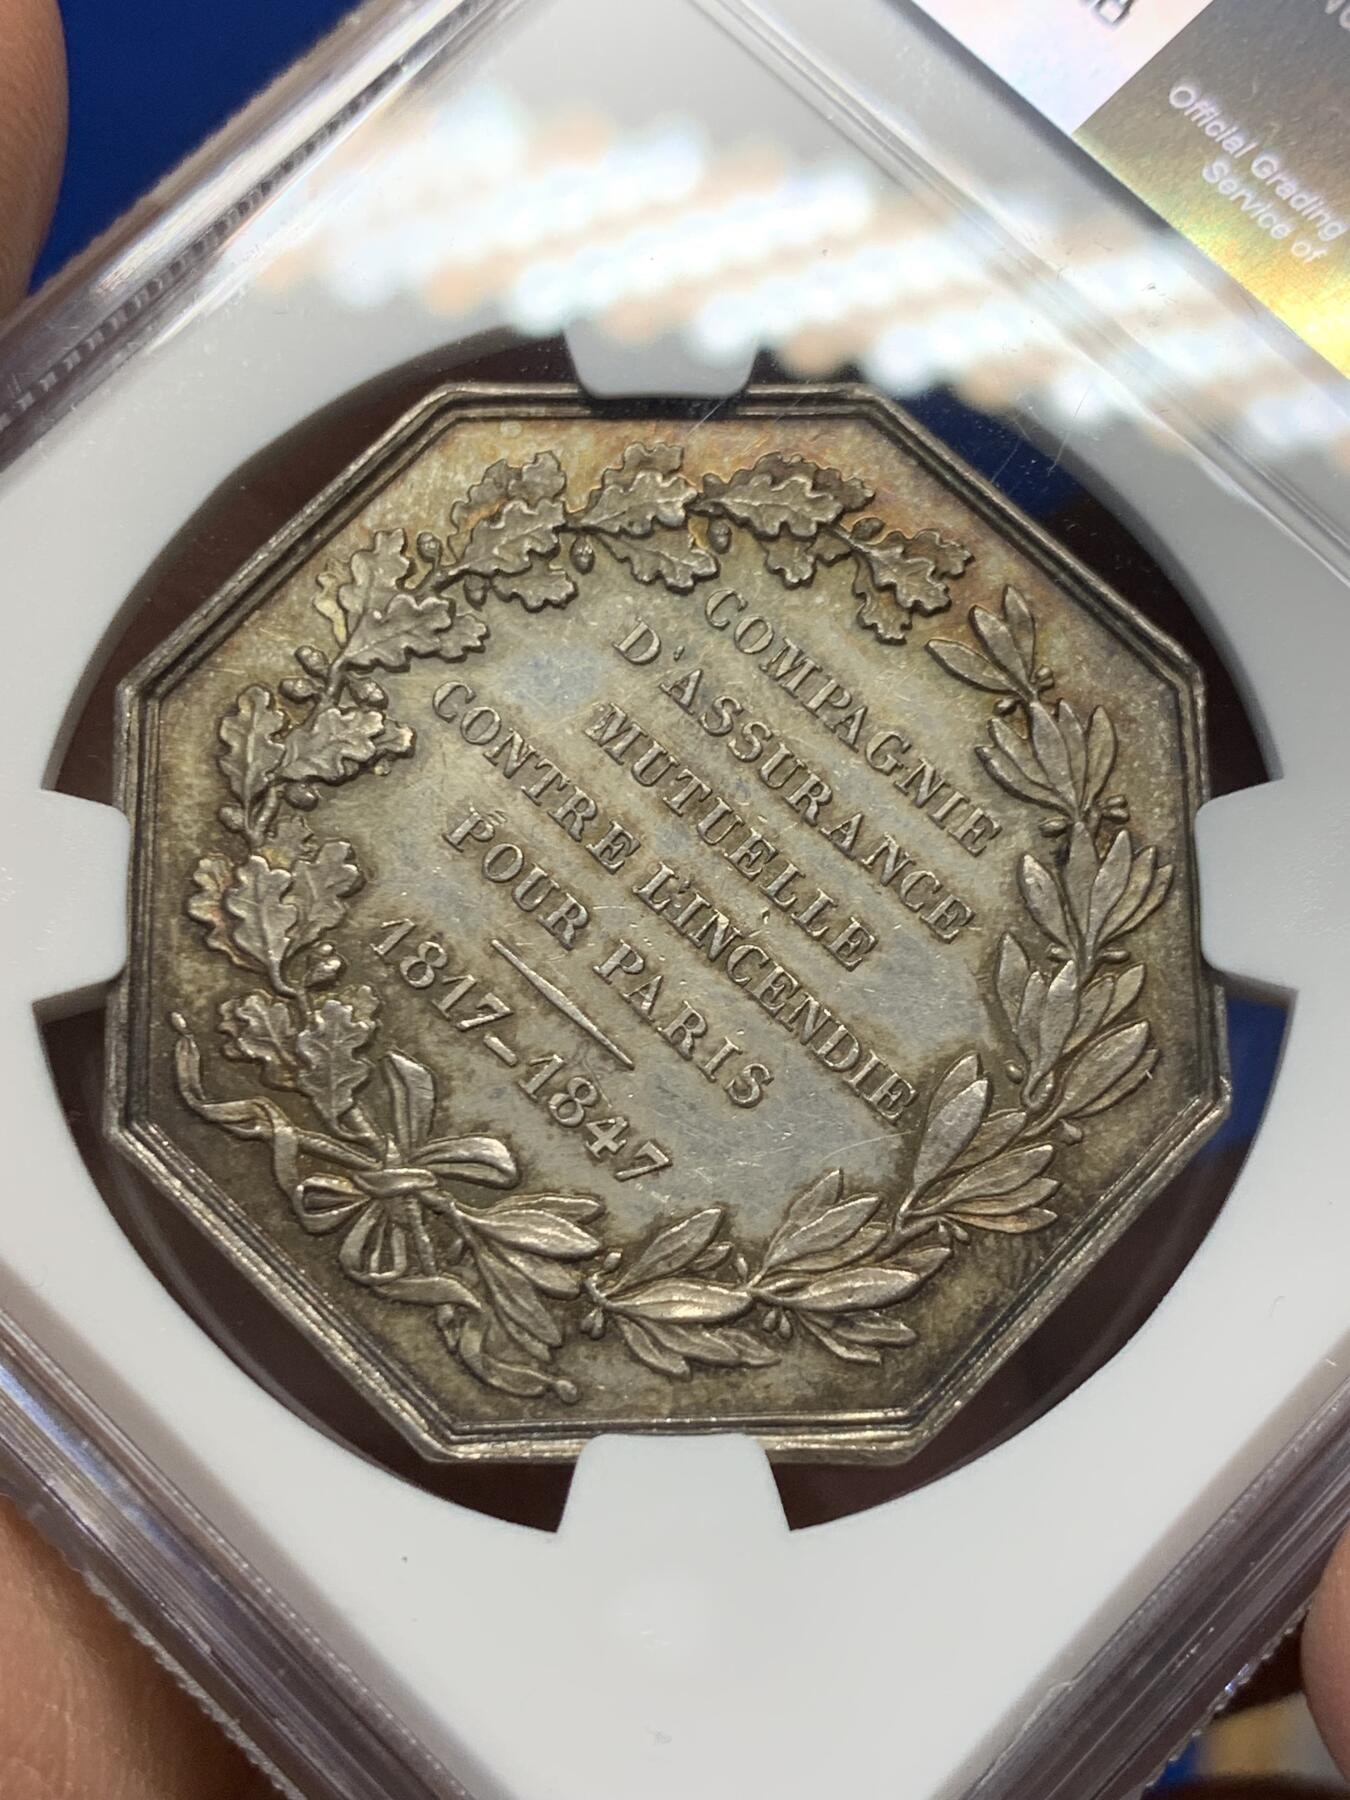 Official Grading
Service of
COMPAGNIE
D'ASSURANCE
MUTUELLE
CONTRE L'INCENDIE
POUR PARIS
1817-1847